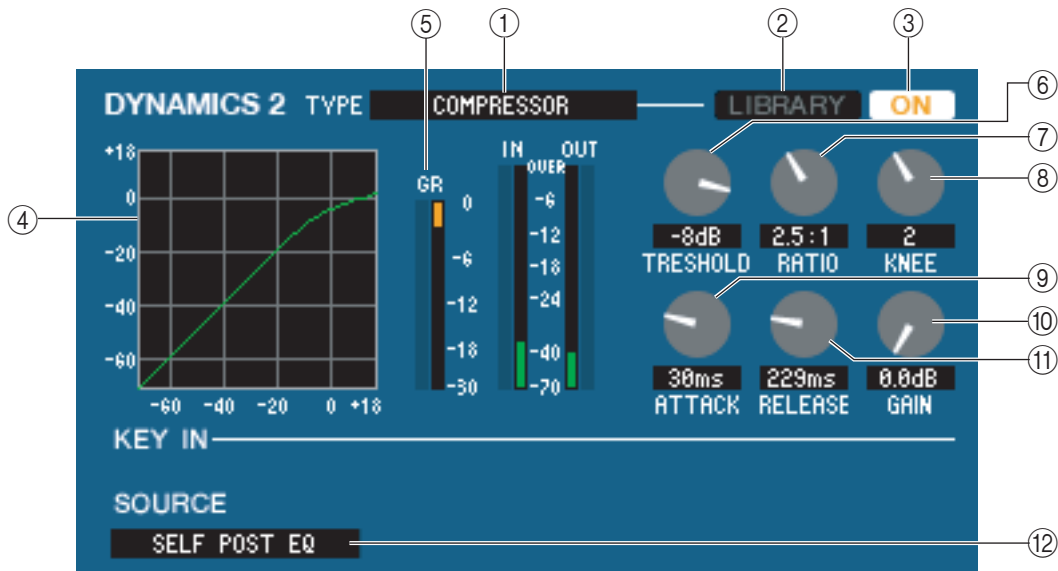 ⑤ ① ② ③
DYNAMICS 2 TYPE COMPRESSOR LIBRARY ON
⑥
⑦
⑧
④
+18
0
-20
-40
-60
-60 -40 -20 0 +18
GR
0
-6
-12
-18
-30
IN OUT
OVER
-6
-12
-18
-24
-40
-70
-8dB 2.5:1 2
TRESHOLD RATIO KNEE
⑨
⑩
⑪
30ms 229ms 0.0dB
ATTACK RELEASE GAIN
KEY IN
SOURCE
SELF POST EQ
⑫